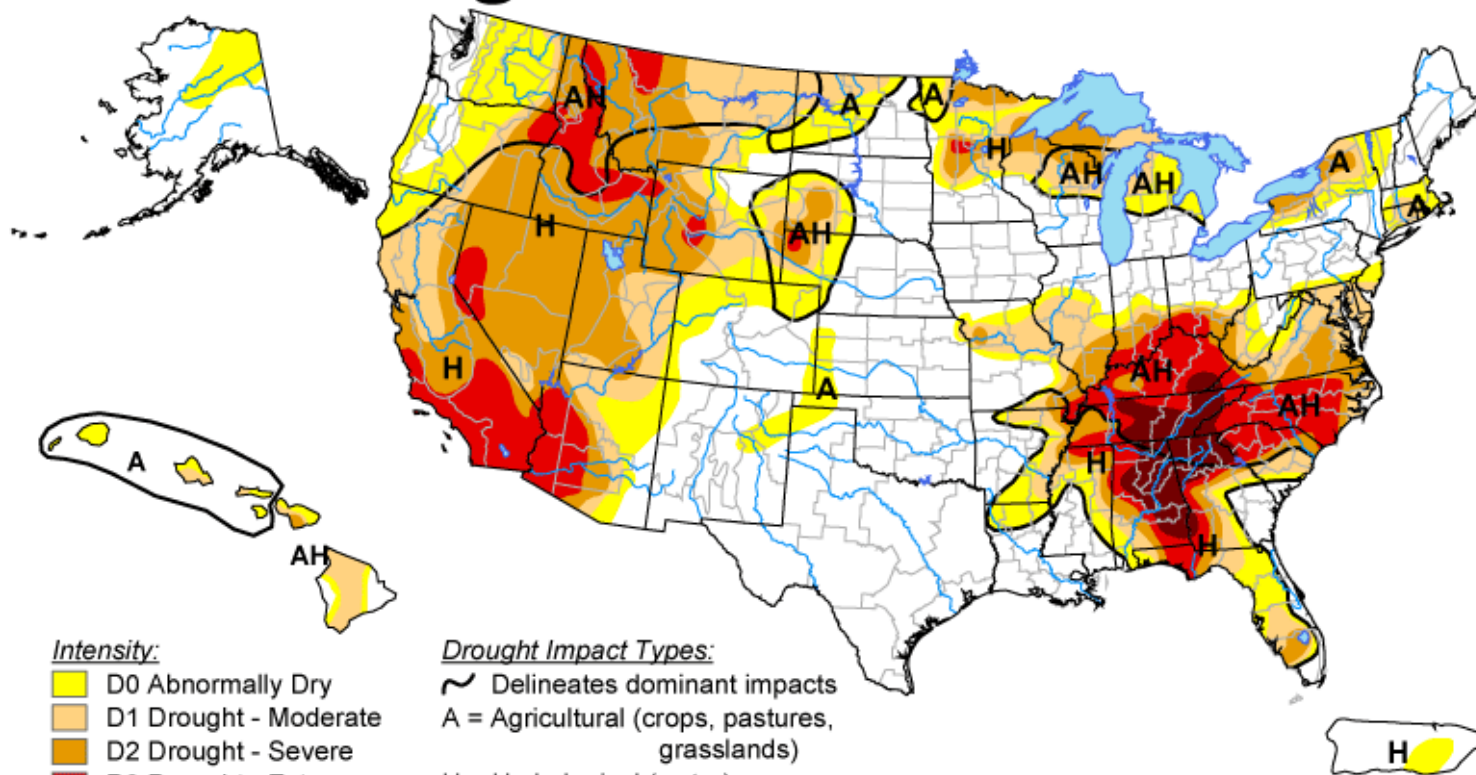 A
A
AH
H
AH
AH
A
A
H
AH
H
A
AH
AH
H
H
A
AH
H
Intensity:
D0 Abnormally Dry
D1 Drought - Moderate
D2 Drought - Severe
Drought Impact Types:
Delineates dominant impacts
A = Agricultural (crops, pastures,
grasslands)